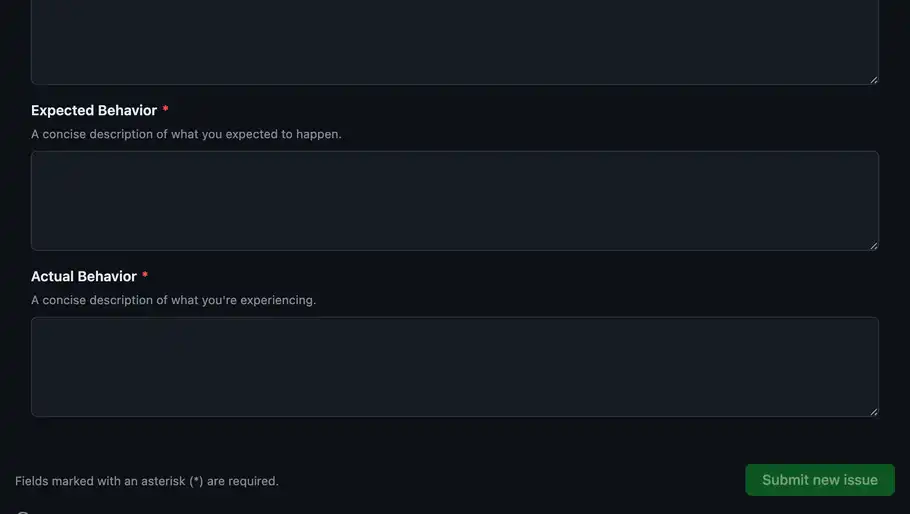 Expected Behavior *
A concise description of what you expected to happen.
Actual Behavior *
A concise description of what you're experiencing.
Fields marked with an asterisk (*) are required.
Submit new issue